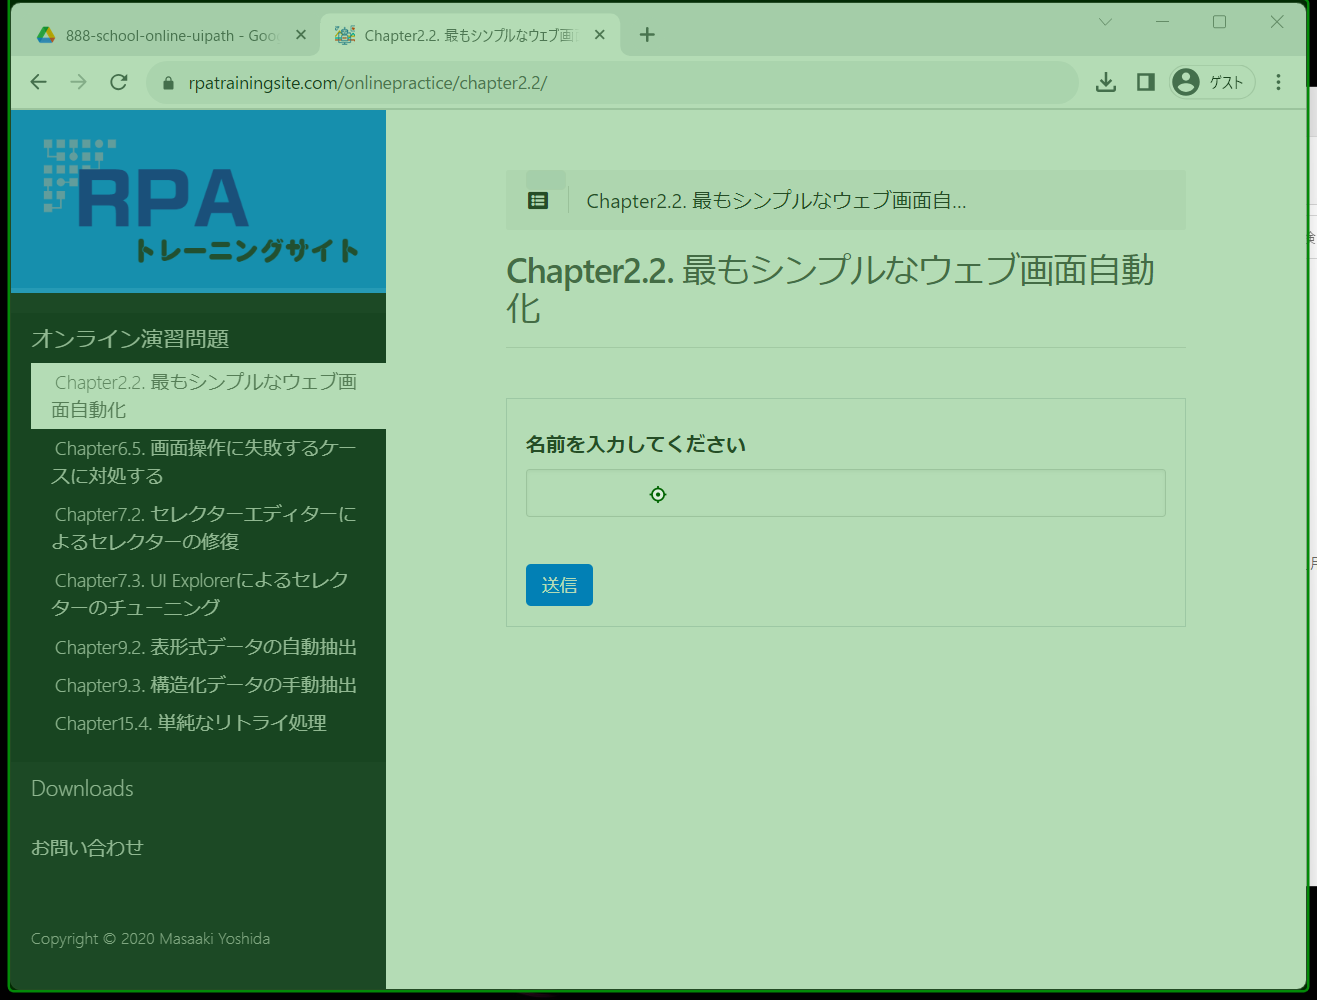 888-school-online-uipath - Goo
Chapter2.2. 最もシンプルなウェブ画面
rpatrainingsite.com/onlinepractice/chapter2.2/
ゲスト
RPA
トレーニングサイト
オンライン演習問題
Chapter2.2. 最もシンプルなウェブ画
面自動化
Chapter6.5. 画面操作に失敗するケー
スに対処する
Chapter7.2. セレクターエディターに
よるセレクターの修復
Chapter7.3. UI Explorerによるセレク
ターのチューニング
Chapter9.2. 表形式データの自動抽出
Chapter9.3. 構造化データの手動抽出
Chapter15.4. 単純なリトライ処理
Downloads
お問い合わせ
Copyright © 2020 Masaaki Yoshida
Chapter2.2. 最もシンプルなウェブ画面自...
Chapter2.2. 最もシンプルなウェブ画面自動
化
名前を入力してください
送信